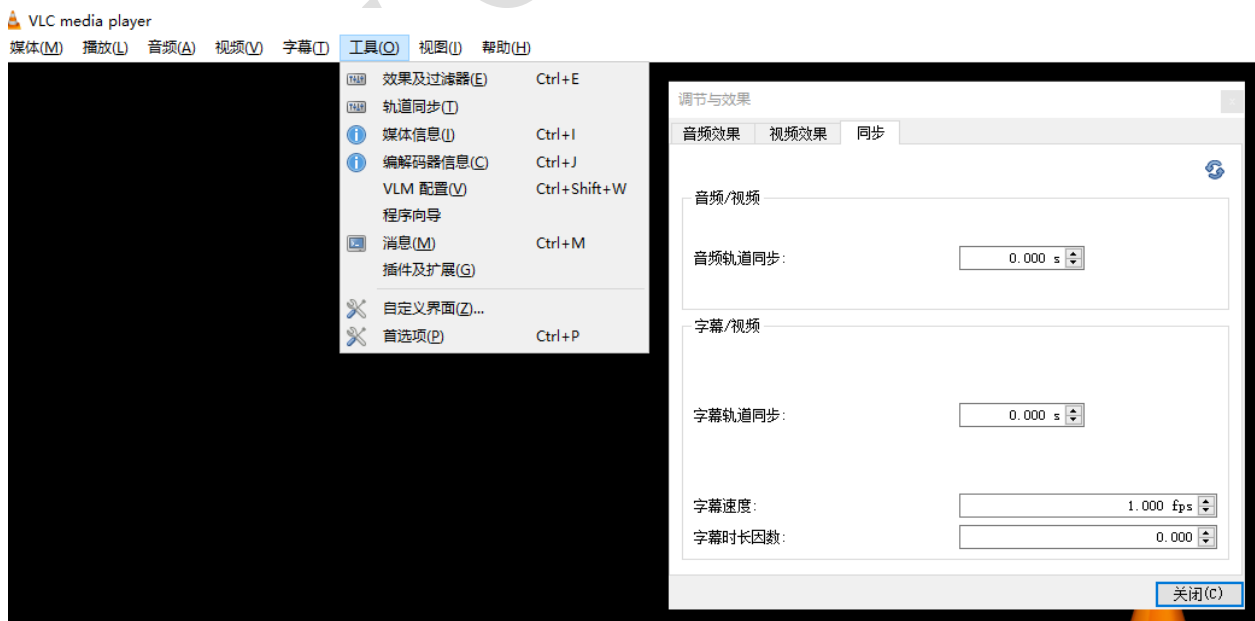 VLC media player
媒体(M) 播放(L) 音频(A) 视频(V) 字幕(T) 工具(O) 视图(I) 帮助(H)
效果及过滤器(E) Ctrl+E
轨道同步(T)
媒体信息(I) Ctrl+I
编解码器信息(C) Ctrl+J
VLM 配置(V) Ctrl+Shift+W
程序向导
消息(M) Ctrl+M
插件及扩展(G)
自定义界面(Z)...
首选项(P) Ctrl+P
调节与效果
音频效果 视频效果 同步
音频/视频
音频轨道同步: 0.000 s
字幕/视频
字幕轨道同步: 0.000 s
字幕速度: 1.000 fps
字幕时长因数: 0.000
关闭(C)